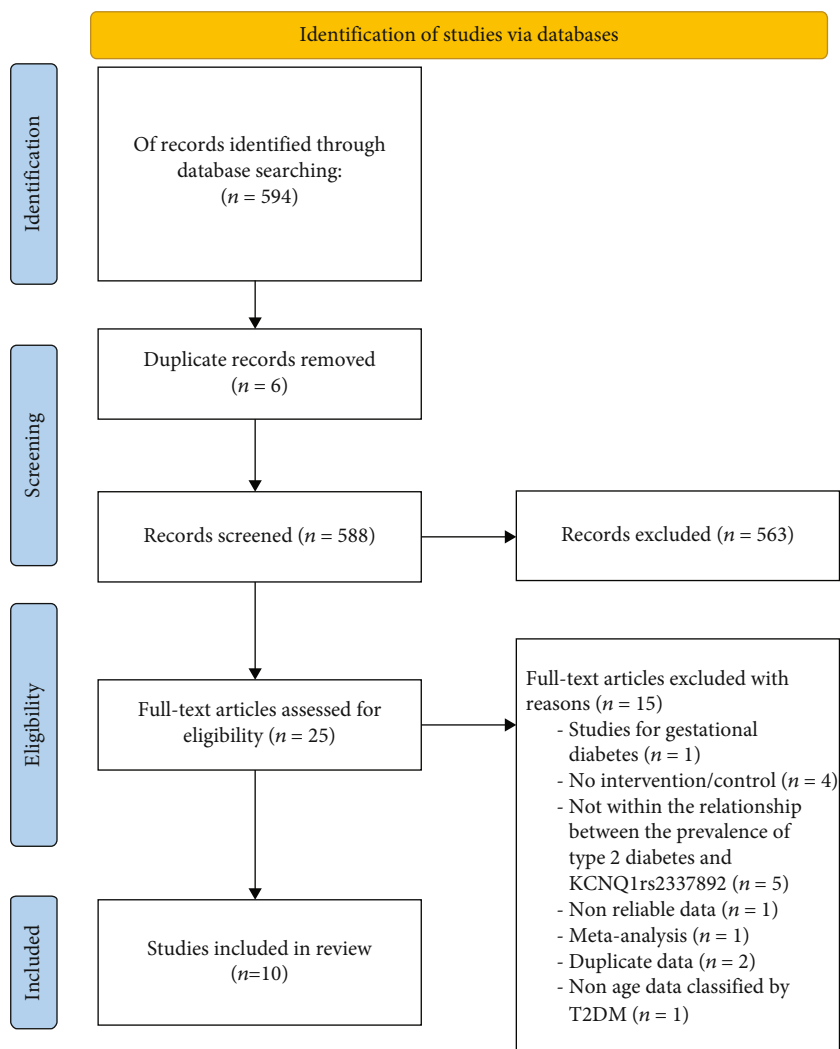 Identification of studies via databases
Identification
Of records identified through
database searching:
(n = 594)
Screening
Duplicate records removed
(n = 6)
Records screened (n = 588)
Records excluded (n = 563)
Eligibility
Full-text articles assessed for
eligibility (n = 25)
Full-text articles excluded with
reasons (n = 15)
- Studies for gestational
diabetes (n = 1)
- No intervention/control (n = 4)
- Not within the relationship
between the prevalence of
type 2 diabetes and
KCNQ1rs2337892 (n = 5)
- Non reliable data (n = 1)
- Meta-analysis (n = 1)
- Duplicate data (n = 2)
- Non age data classified by
T2DM (n = 1)
Included
Studies included in review
(n=10)